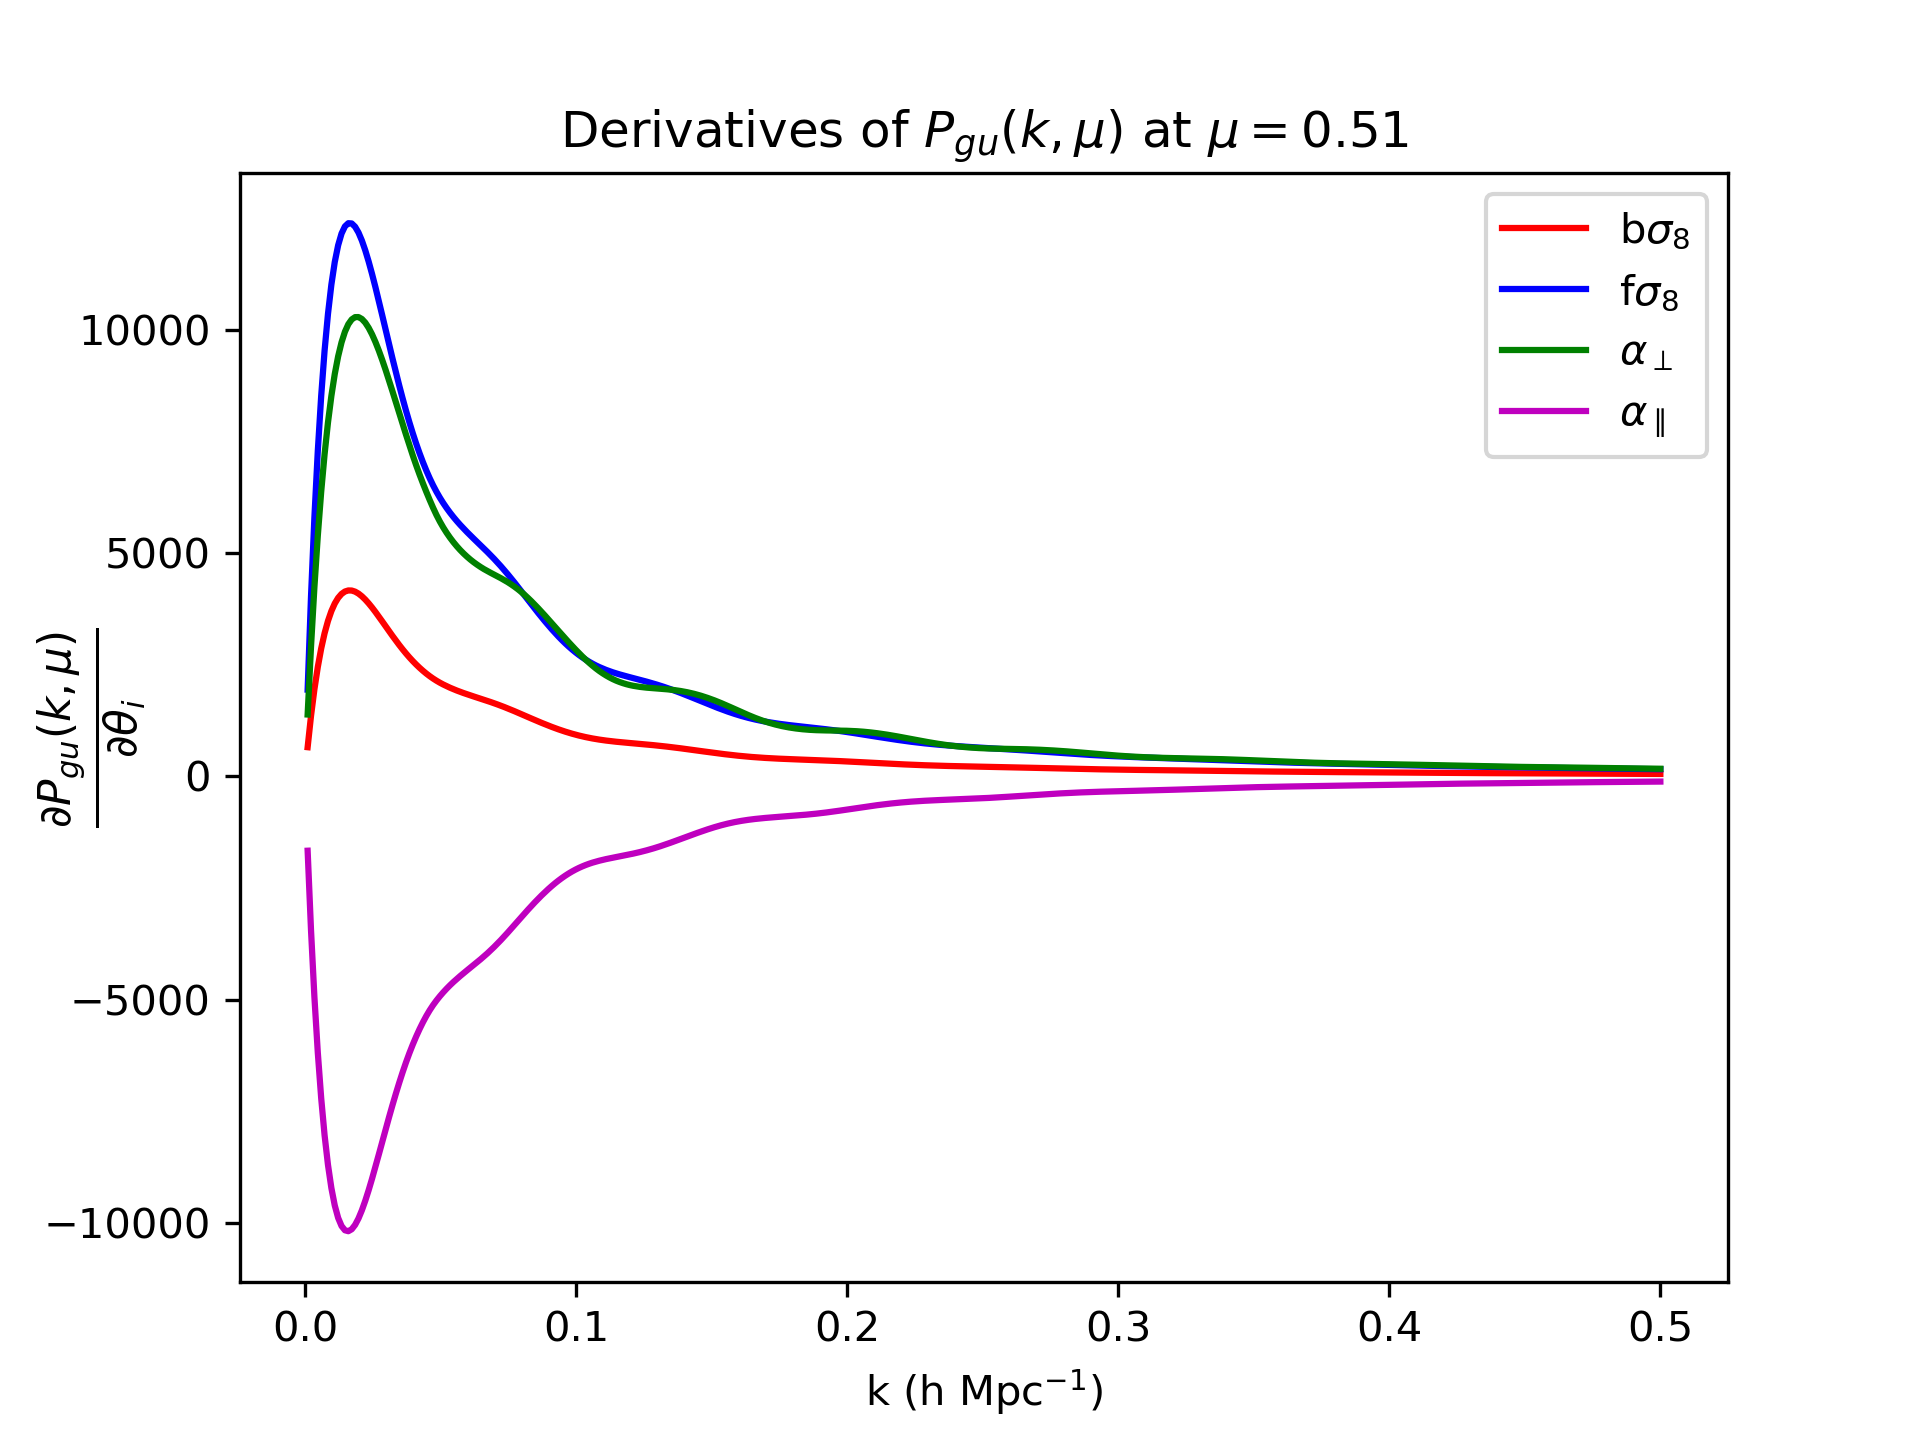 Derivatives of P_gu(k, μ) at μ = 0.51
∂P_gu(k, μ)
∂θ_i
10000
5000
0
−5000
−10000
bσ₈
fσ₈
α⊥
α∥
0.0 0.1 0.2 0.3 0.4 0.5
k (h Mpc⁻¹)